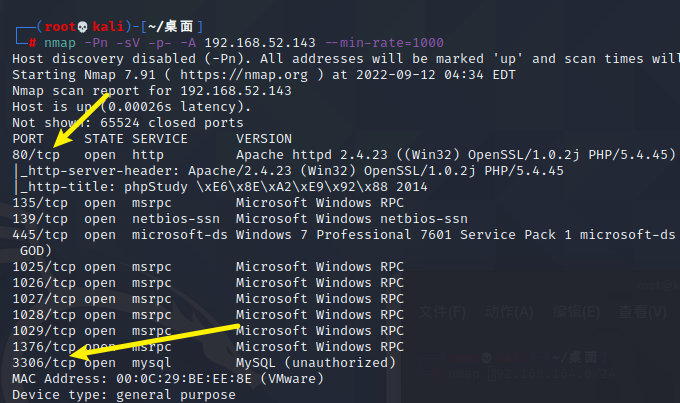 (root💀kali)-[~/桌面]
# nmap -Pn -sV -p- -A 192.168.52.143 --min-rate=1000
Host discovery disabled (-Pn). All addresses will be marked 'up' and scan times will
Starting Nmap 7.91 ( https://nmap.org ) at 2022-09-12 04:34 EDT
Nmap scan report for 192.168.52.143
Host is up (0.00026s latency).
Not shown: 65524 closed ports
PORT STATE SERVICE VERSION
80/tcp open http Apache httpd 2.4.23 ((Win32) OpenSSL/1.0.2j PHP/5.4.45)
|_http-server-header: Apache/2.4.23 (Win32) OpenSSL/1.0.2j PHP/5.4.45
|_http-title: phpStudy \xE6\x8E\xA2\xE9\x92\x88 2014
135/tcp open msrpc Microsoft Windows RPC
139/tcp open netbios-ssn Microsoft Windows netbios-ssn
445/tcp open microsoft-ds Windows 7 Professional 7601 Service Pack 1 microsoft-ds
GOD)
1025/tcp open msrpc Microsoft Windows RPC
1026/tcp open msrpc Microsoft Windows RPC
1027/tcp open msrpc Microsoft Windows RPC
1028/tcp open msrpc Microsoft Windows RPC
文件(F) 动作(A) 编辑(E) 查看(V)
1029/tcp open msrpc Microsoft Windows RPC
1376/tcp open msrpc Microsoft Windows RPC
3306/tcp open mysql MySQL (unauthorized)
MAC Address: 00:0C:29:BE:EE:8E (VMware)
Device type: general purpose